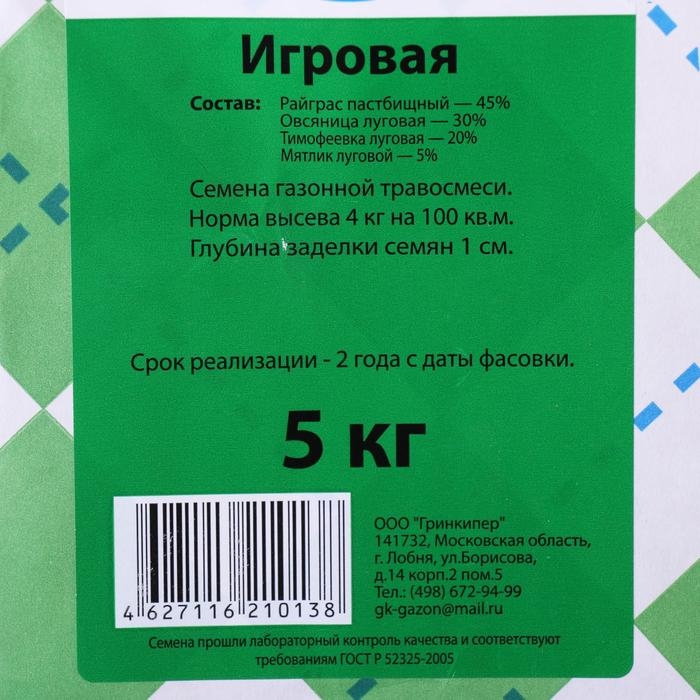 Игровая
Состав: Райграс пастбищный — 45%
Овсяница луговая — 30%
Тимофеевка луговая — 20%
Мятлик луговой — 5%
Семена газонной травосмеси.
Норма высева 4 кг на 100 кв.м.
Глубина заделки семян 1 см.
Срок реализации - 2 года с даты фасовки.
5 кг
ООО "Гринкипер"
141732, Московская область,
г. Лобня, ул.Борисова,
д.14 корп.2 пом.5
Тел.: (498) 672-94-99
gk-gazon@mail.ru
4 627116 210138
Семена прошли лабораторный контроль качества и соответствуют
требованиям ГОСТ Р 52325-2005